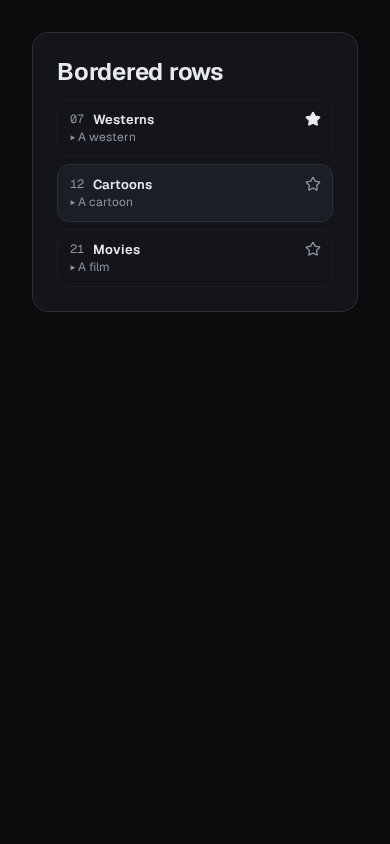 Bordered rows
07 Westerns
▸ A western
12 Cartoons
▸ A cartoon
21 Movies
▸ A film